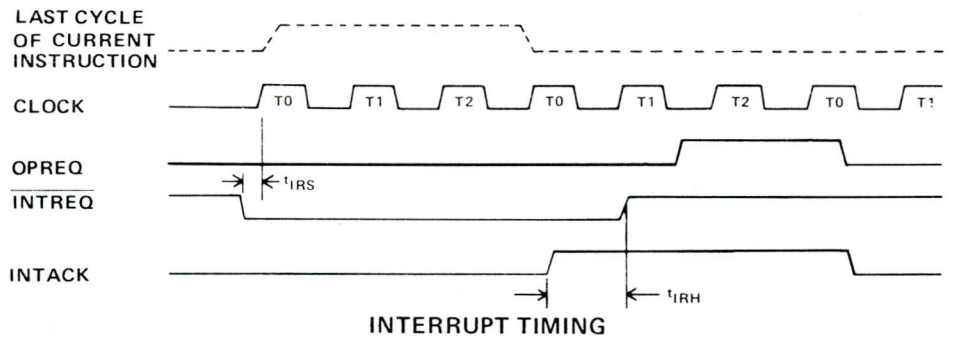 LAST CYCLE
OF CURRENT
INSTRUCTION
CLOCK
T0 T1 T2 T0 T1 T2 T0 T1
OPREQ
tIRS
INTREQ
INTACK
tIRH
INTERRUPT TIMING